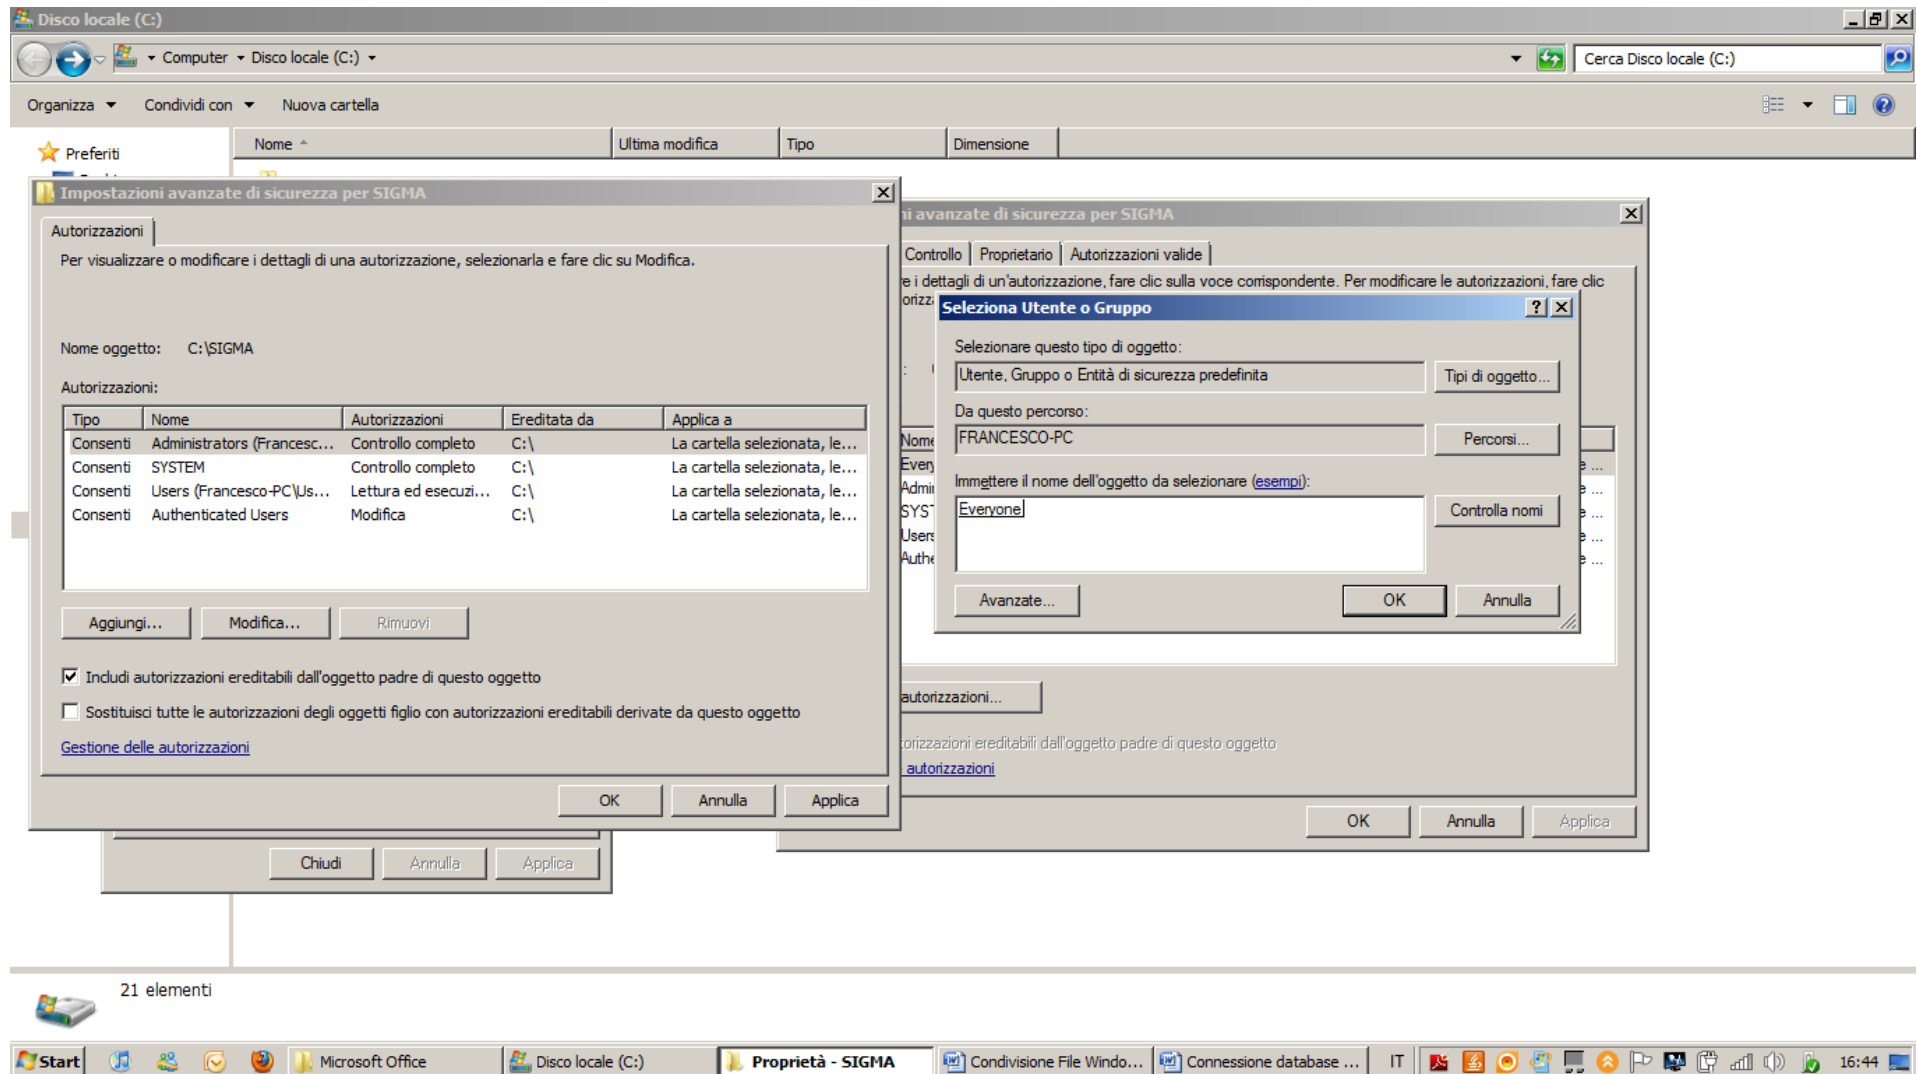 Disco locale (C:)
Computer Disco locale (C:)
Cerca Disco locale (C:)
Organizza Condividi con Nuova cartella
Preferiti
Nome Ultima modifica Tipo Dimensione
Impostazioni avanzate di sicurezza per SIGMA
Autorizzazioni
Per visualizzare o modificare i dettagli di una autorizzazione, selezionarla e fare clic su Modifica.
Nome oggetto: C:\SIGMA
Autorizzazioni:
Tipo Nome Autorizzazioni Ereditata da Applica a
Consenti Administrators (Francesc... Controllo completo C:\ La cartella selezionata, le...
Consenti SYSTEM Controllo completo C:\ La cartella selezionata, le...
Consenti Users (Francesco-PC\Us... Lettura ed esecuzi... C:\ La cartella selezionata, le...
Consenti Authenticated Users Modifica C:\ La cartella selezionata, le...
Aggiungi... Modifica... Rimuovi
Includi autorizzazioni ereditabili dall'oggetto padre di questo oggetto
Sostituisci tutte le autorizzazioni degli oggetti figlio con autorizzazioni ereditabili derivate da questo oggetto
Gestione delle autorizzazioni
OK Annulla Applica
Chiudi Annulla Applica
ni avanzate di sicurezza per SIGMA
Controllo Proprietario Autorizzazioni valide
re i dettagli di un'autorizzazione, fare clic sulla voce corrispondente. Per modificare le autorizzazioni, fare clic
orizz
Nome
Every
Admi
SYST
Users
Authe
autorizzazioni...
orizzazioni ereditabili dall'oggetto padre di questo oggetto
autorizzazioni
OK Annulla Applica
Seleziona Utente o Gruppo
Selezionare questo tipo di oggetto:
Utente, Gruppo o Entità di sicurezza predefinita Tipi di oggetto...
Da questo percorso:
FRANCESCO-PC Percorsi...
Immettere il nome dell'oggetto da selezionare (esempi):
Everyone Controlla nomi
Avanzate... OK Annulla
21 elementi
Start Microsoft Office Disco locale (C:) Proprietà - SIGMA Condivisione File Windo... Connessione database ... IT 16:44